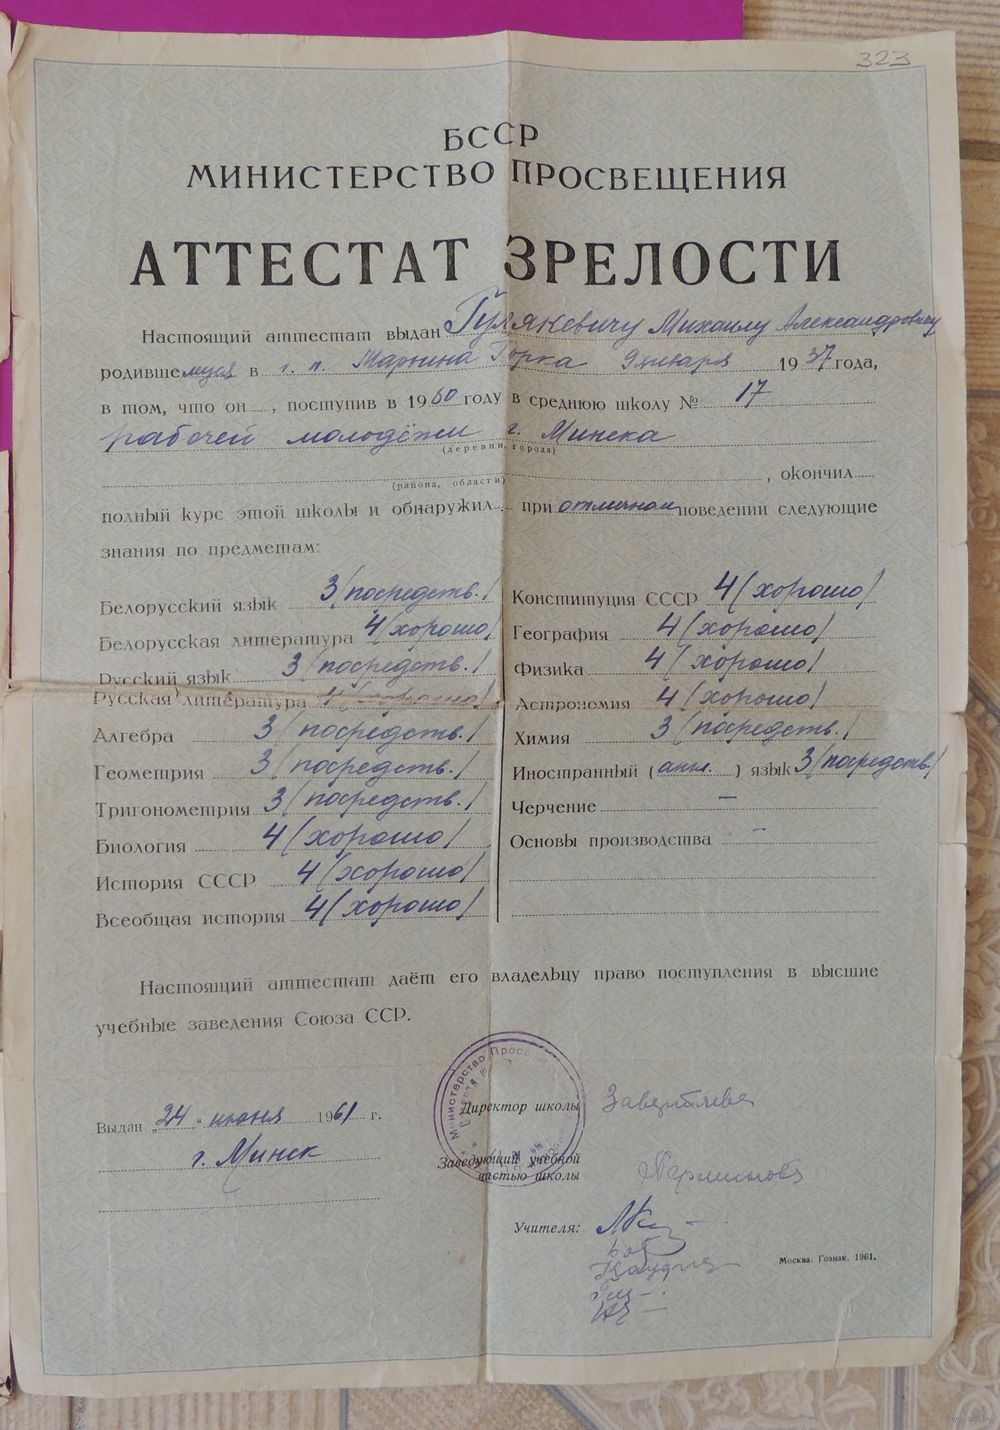 323
БССР
МИНИСТЕРСТВО ПРОСВЕЩЕНИЯ
АТТЕСТАТ ЗРЕЛОСТИ
Настоящий аттестат выдан Гулякевичу Михаилу Александровичу
родившемуся в г. п. Марьина Горка 9 января 1937 года,
в том, что он , поступив в 1960 году в среднюю школу № 17
рабочей молодёжи г. Минска
(деревни, города)
(района, области) , окончил
полный курс этой школы и обнаружил при отличном поведении следующие
знания по предметам:
Белорусский язык 3 (посредств.)
Белорусская литература 4 (хорошо)
Русский язык 3 (посредств.)
Русская литература 4 (хорошо)
Алгебра 3 (посредств.)
Геометрия 3 (посредств.)
Тригонометрия 3 (посредств.)
Биология 4 (хорошо)
История СССР 4 (хорошо)
Всеобщая история 4 (хорошо)
Конституция СССР 4 (хорошо)
География 4 (хорошо)
Физика 4 (хорошо)
Астрономия 4 (хорошо)
Химия 3 (посредств.)
Иностранный (англ. ) язык 3 (посредств.)
Черчение —
Основы производства —
Настоящий аттестат даёт его владельцу право поступления в высшие
учебные заведения Союза ССР.
Выдан „24 “ июня 1961 г.
г. Минск
Министерство Просв
Директор школы
Заведующий учебной
частью школы
Учителя:
Москва. Гознак. 1961.